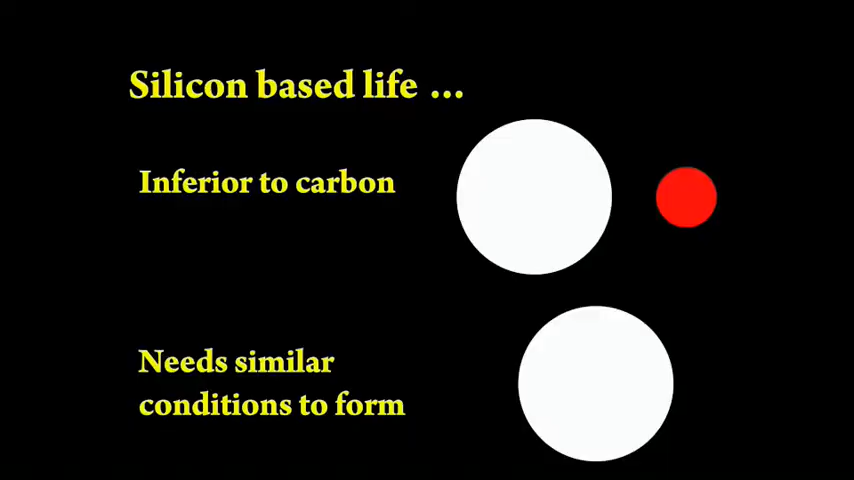 Silicon based life ...
Inferior to carbon
Needs similar
conditions to form